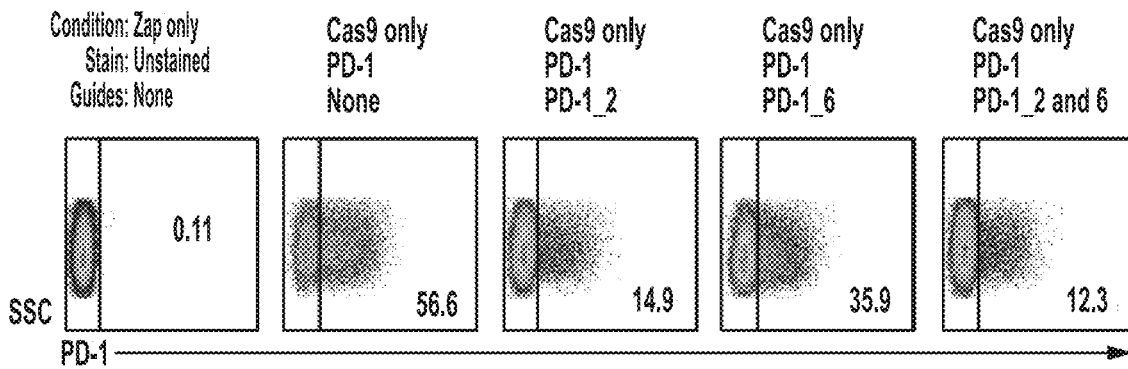 Condition: Zap only
Stain: Unstained
Guides: None
Cas9 only
PD-1
None
Cas9 only
PD-1
PD-1_2
Cas9 only
PD-1
PD-1_6
Cas9 only
PD-1
PD-1_2 and 6
0.11
56.6
14.9
35.9
12.3
SSC
PD-1